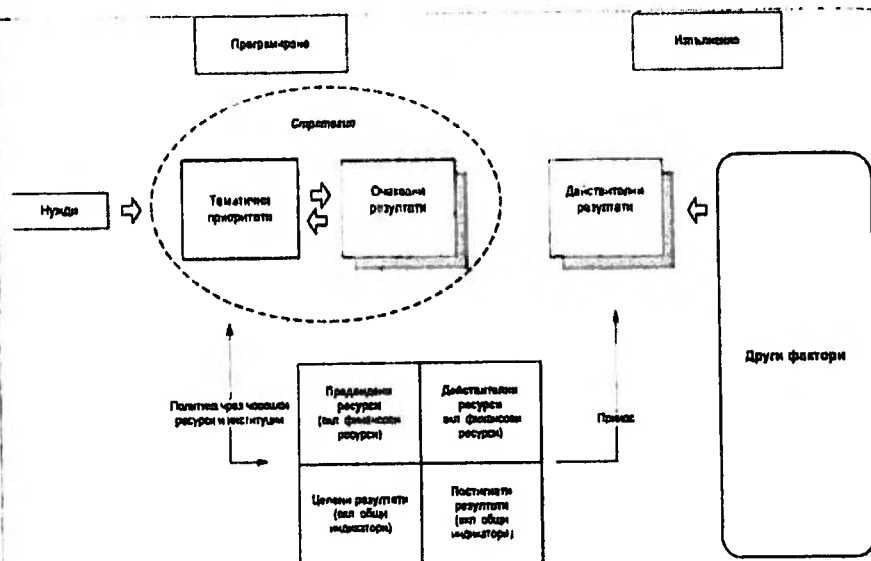 Програмиране
Изпълнение
Стратегия
Нужди
Тематични
приоритети
Очаквани
резултати
Действителни
резултати
Други фактори
Политика чрез човешки
ресурси и институции
Предвидени
ресурси
(вкл финансови
ресурси)
Действителни
ресурси
вкл финансови
ресурси)
Принос
Целеви резултати
(вкл общи
индикатори)
Постигнати
резултати
(вкл общи
индикатори)